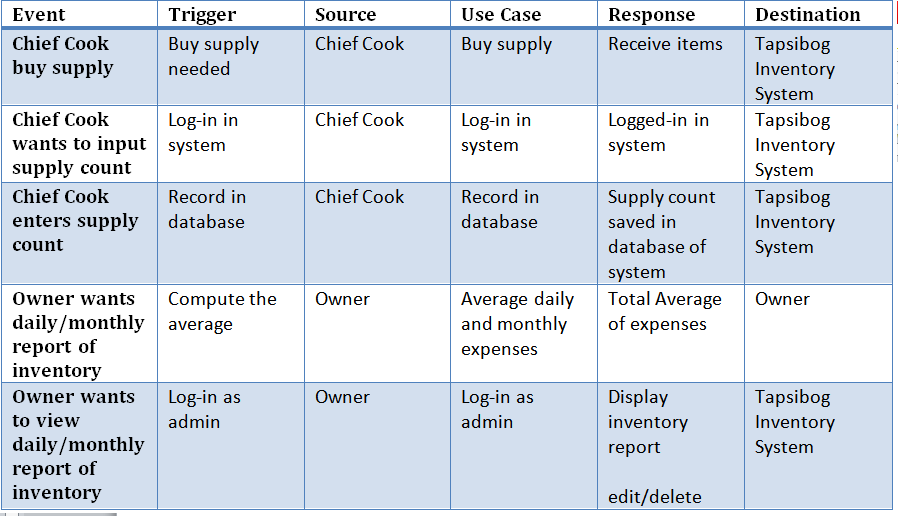 Event Trigger Source Use Case Response Destination
Chief Cook Buy supply Chief Cook Buy supply Receive items Tapsibog
buy supply needed Inventory
System
Chief Cook Log-in in Chief Cook Log-in in Logged-in in Tapsibog
wants to input system system system Inventory
supply count System
Chief Cook Record in Chief Cook Record in Supply count Tapsibog
enters supply database database saved in Inventory
count database of System
system
Owner wants Compute the Owner Average daily Total Average Owner
daily/monthly average and monthly of expenses
report of expenses
inventory
Owner wants Log-in as Owner Log-in as Display Tapsibog
to view admin admin inventory Inventory
daily/monthly report System
report of
inventory edit/delete